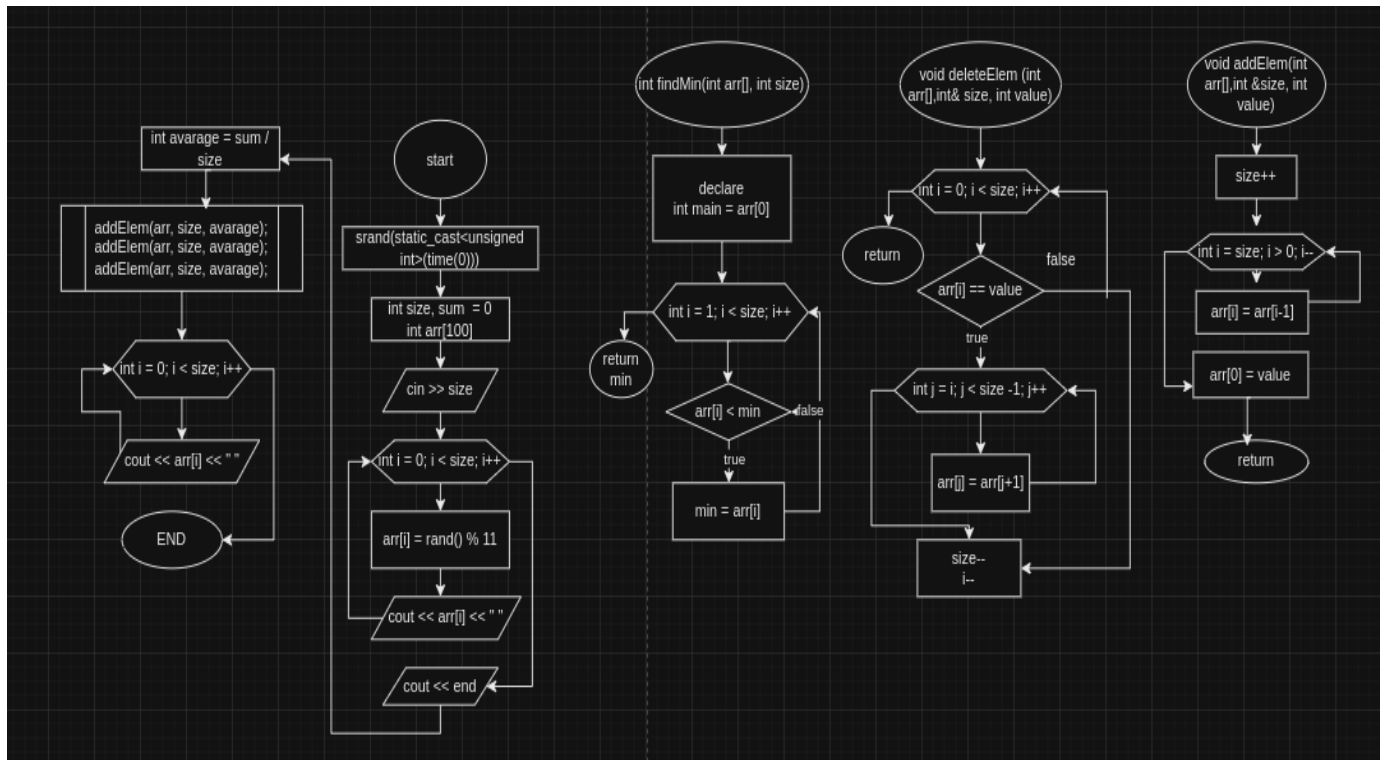 int avarage = sum /
size
addElem(arr, size, avarage);
addElem(arr, size, avarage);
addElem(arr, size, avarage);
int i = 0; i < size; i++
cout << arr[i] << " "
END
start
srand(static_cast<unsigned
int>(time(0)))
int size, sum = 0
int arr[100]
cin >> size
int i = 0; i < size; i++
arr[i] = rand() % 11
cout << arr[i] << " "
cout << end
int findMin(int arr[], int size)
declare
int main = arr[0]
int i = 1; i < size; i++
return
min
arr[i] < min
false
true
min = arr[i]
void deleteElem (int
arr[],int& size, int value)
int i = 0; i < size; i++
return
false
arr[i] == value
true
int j = i; j < size -1; j++
arr[j] = arr[j+1]
size--
i--
void addElem(int
arr[],int &size, int
value)
size++
int i = size; i > 0; i--
arr[i] = arr[i-1]
arr[0] = value
return